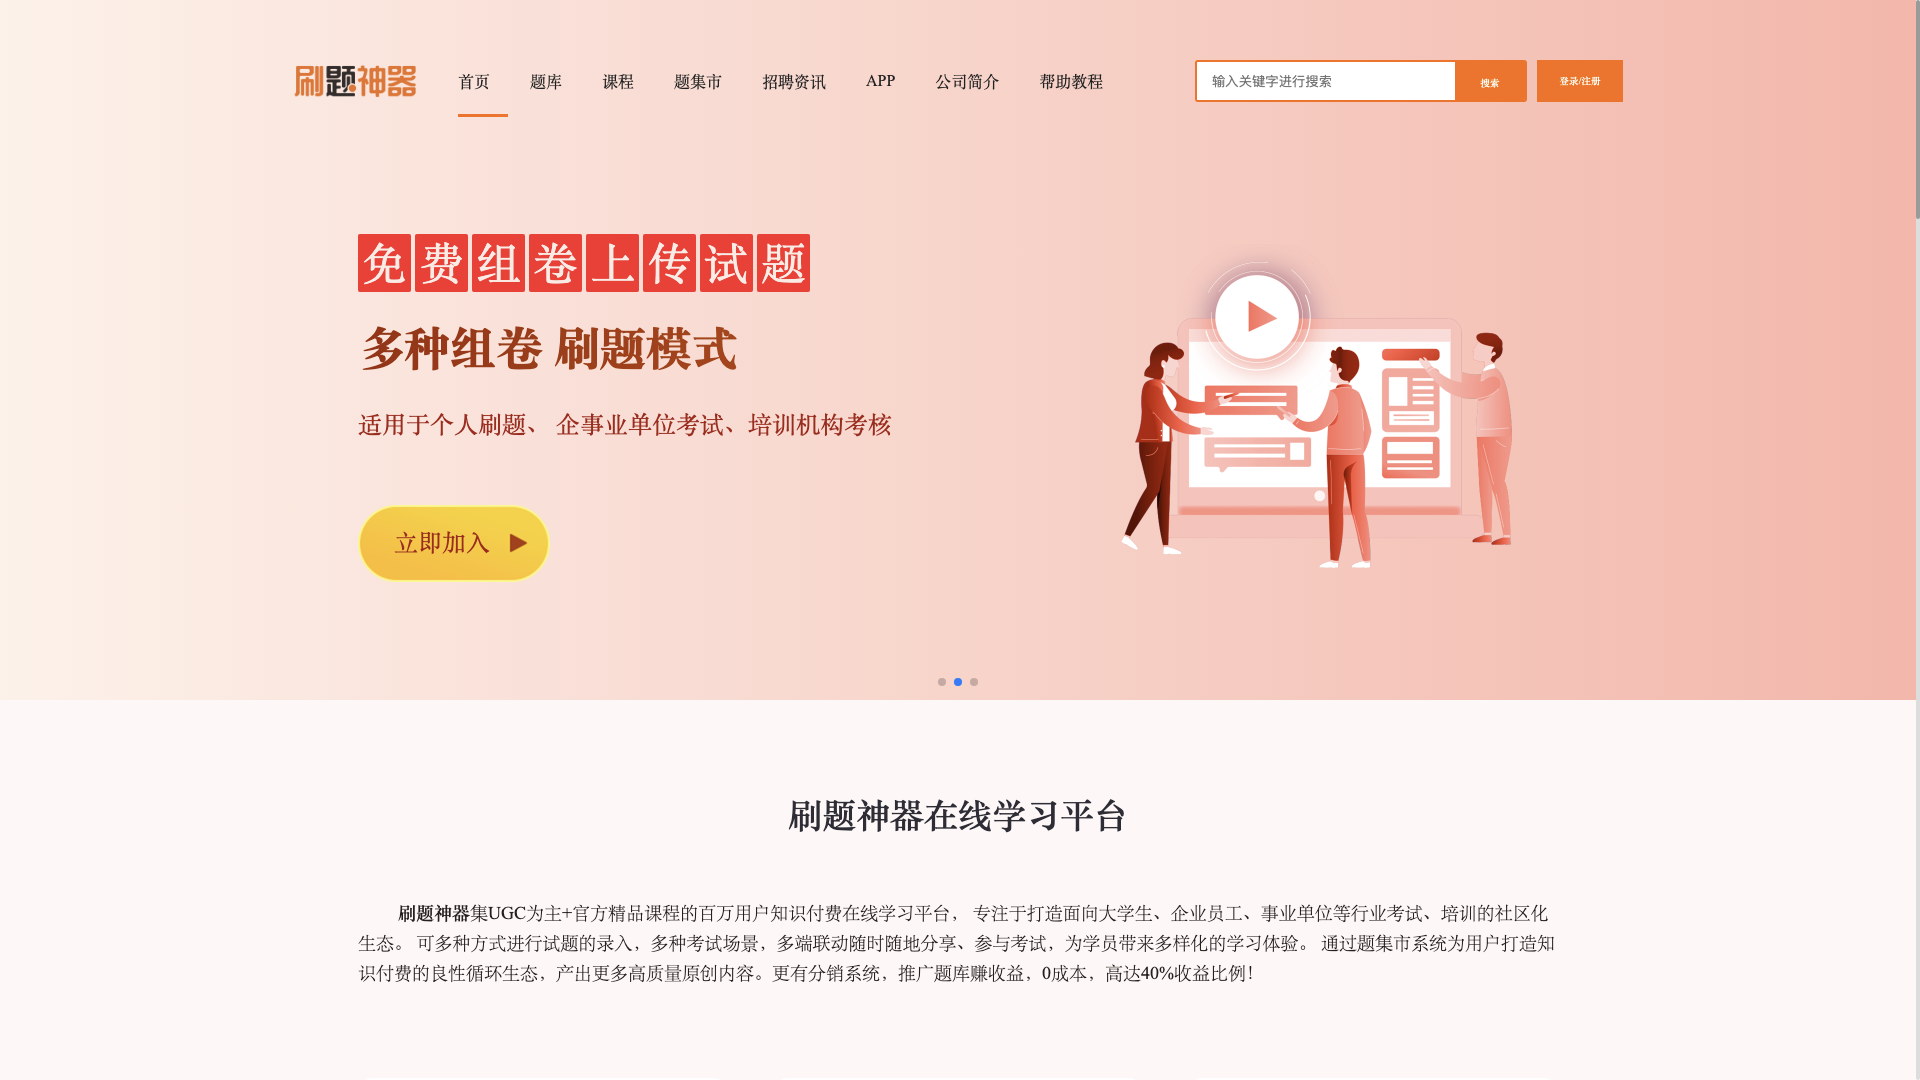 刷题神器
首页 题库 课程 题集市 招聘资讯 APP 公司简介 帮助教程
输入关键字进行搜索 搜索 登录/注册
免费组卷上传试题
多种组卷 刷题模式
适用于个人刷题、 企事业单位考试、培训机构考核
立即加入
刷题神器在线学习平台
刷题神器集UGC为主+官方精品课程的百万用户知识付费在线学习平台， 专注于打造面向大学生、企业员工、事业单位等行业考试、培训的社区化
生态。 可多种方式进行试题的录入，多种考试场景，多端联动随时随地分享、参与考试，为学员带来多样化的学习体验。 通过题集市系统为用户打造知
识付费的良性循环生态，产出更多高质量原创内容。更有分销系统，推广题库赚收益，0成本，高达40%收益比例！